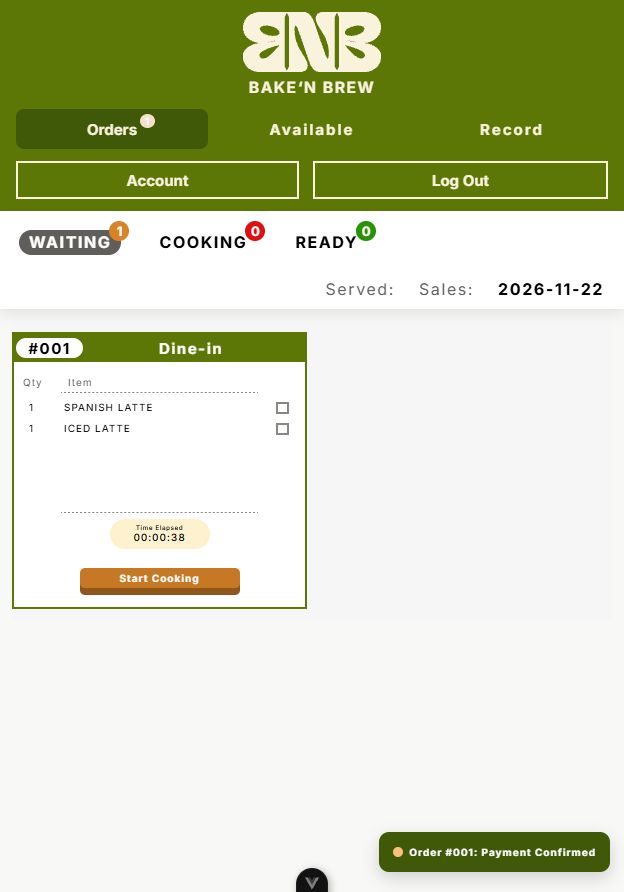 BNB
BAKE‘N BREW
Orders 1
Available
Record
Account
Log Out
WAITING 1
COOKING 0
READY 0
Served: Sales: 2026-11-22
#001 Dine-in
Qty Item
1 SPANISH LATTE
1 ICED LATTE
Time Elapsed
00:00:38
Start Cooking
Order #001: Payment Confirmed